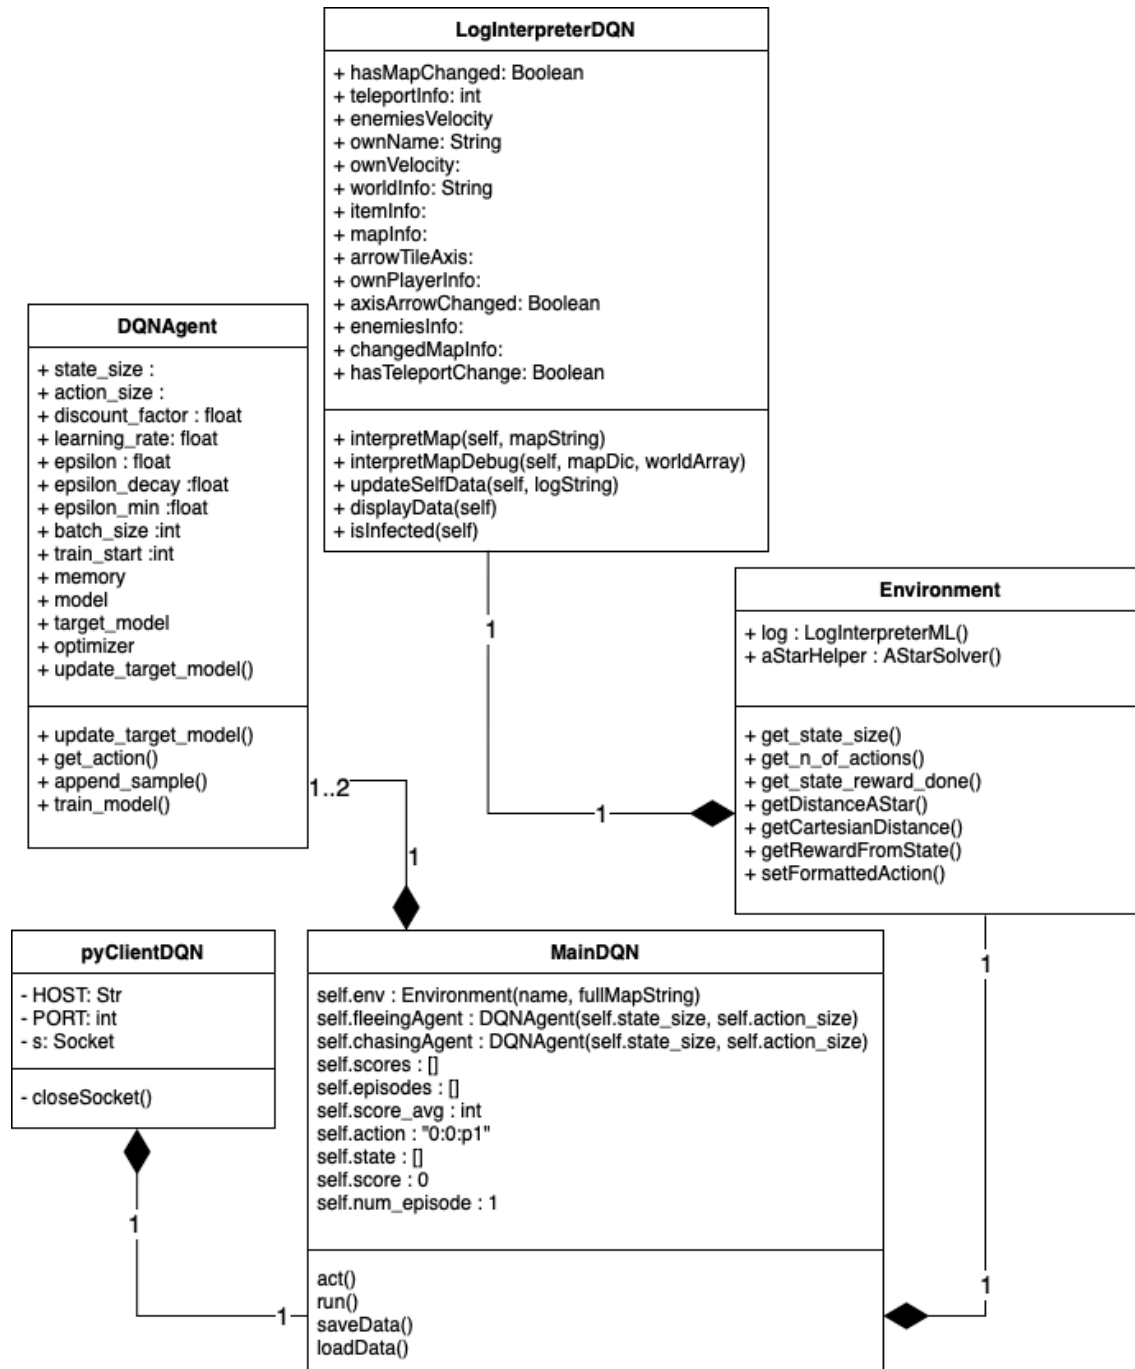 LogInterpreterDQN
+ hasMapChanged: Boolean
+ teleportInfo: int
+ enemiesVelocity
+ ownName: String
+ ownVelocity:
+ worldInfo: String
+ itemInfo:
+ mapInfo:
+ arrowTileAxis:
+ ownPlayerInfo:
+ axisArrowChanged: Boolean
+ enemiesInfo:
+ changedMapInfo:
+ hasTeleportChange: Boolean
+ interpretMap(self, mapString)
+ interpretMapDebug(self, mapDic, worldArray)
+ updateSelfData(self, logString)
+ displayData(self)
+ isInfected(self)
DQNAgent
+ state_size :
+ action_size :
+ discount_factor : float
+ learning_rate: float
+ epsilon : float
+ epsilon_decay :float
+ epsilon_min :float
+ batch_size :int
+ train_start :int
+ memory
+ model
+ target_model
+ optimizer
+ update_target_model()
+ update_target_model()
+ get_action()
+ append_sample()
+ train_model()
1..2
1
1
1
Environment
+ log : LogInterpreterML()
+ aStarHelper : AStarSolver()
+ get_state_size()
+ get_n_of_actions()
+ get_state_reward_done()
+ getDistanceAStar()
+ getCartesianDistance()
+ getRewardFromState()
+ setFormattedAction()
1
1
pyClientDQN
- HOST: Str
- PORT: int
- s: Socket
- closeSocket()
1
1
MainDQN
self.env : Environment(name, fullMapString)
self.fleeingAgent : DQNAgent(self.state_size, self.action_size)
self.chasingAgent : DQNAgent(self.state_size, self.action_size)
self.scores : []
self.episodes : []
self.score_avg : int
self.action : "0:0:p1"
self.state : []
self.score : 0
self.num_episode : 1
act()
run()
saveData()
loadData()